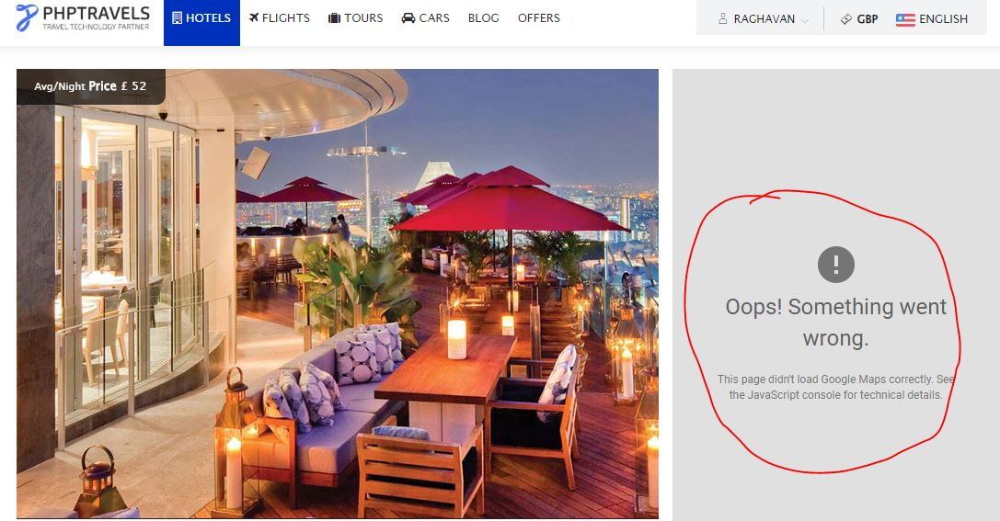 PHPTRAVELS
TRAVEL TECHNOLOGY PARTNER
HOTELS
FLIGHTS
TOURS
CARS
BLOG
OFFERS
RAGHAVAN
GBP
ENGLISH
Avg/Night Price £ 52
Oops! Something went
wrong.
This page didn't load Google Maps correctly. See
the JavaScript console for technical details.